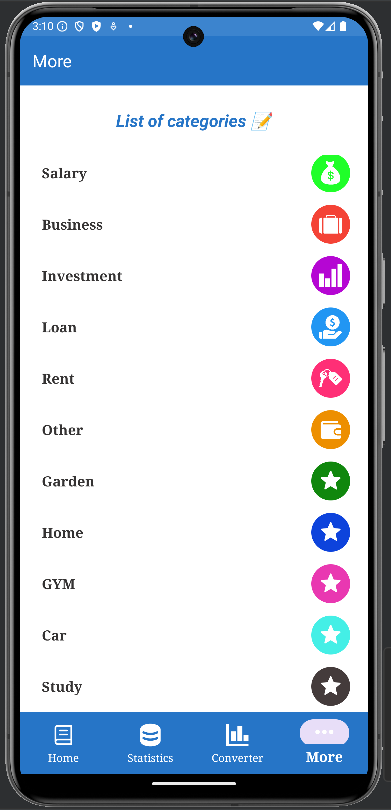 3:10
More
List of categories 📝
Salary
Business
Investment
Loan
Rent
Other
Garden
Home
GYM
Car
Study
Home Statistics Converter More